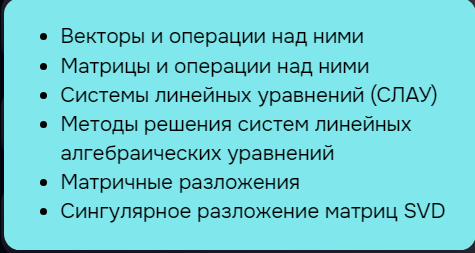 • Векторы и операции над ними
• Матрицы и операции над ними
• Системы линейных уравнений (СЛАУ)
• Методы решения систем линейных
алгебраических уравнений
• Матричные разложения
• Сингулярное разложение матриц SVD